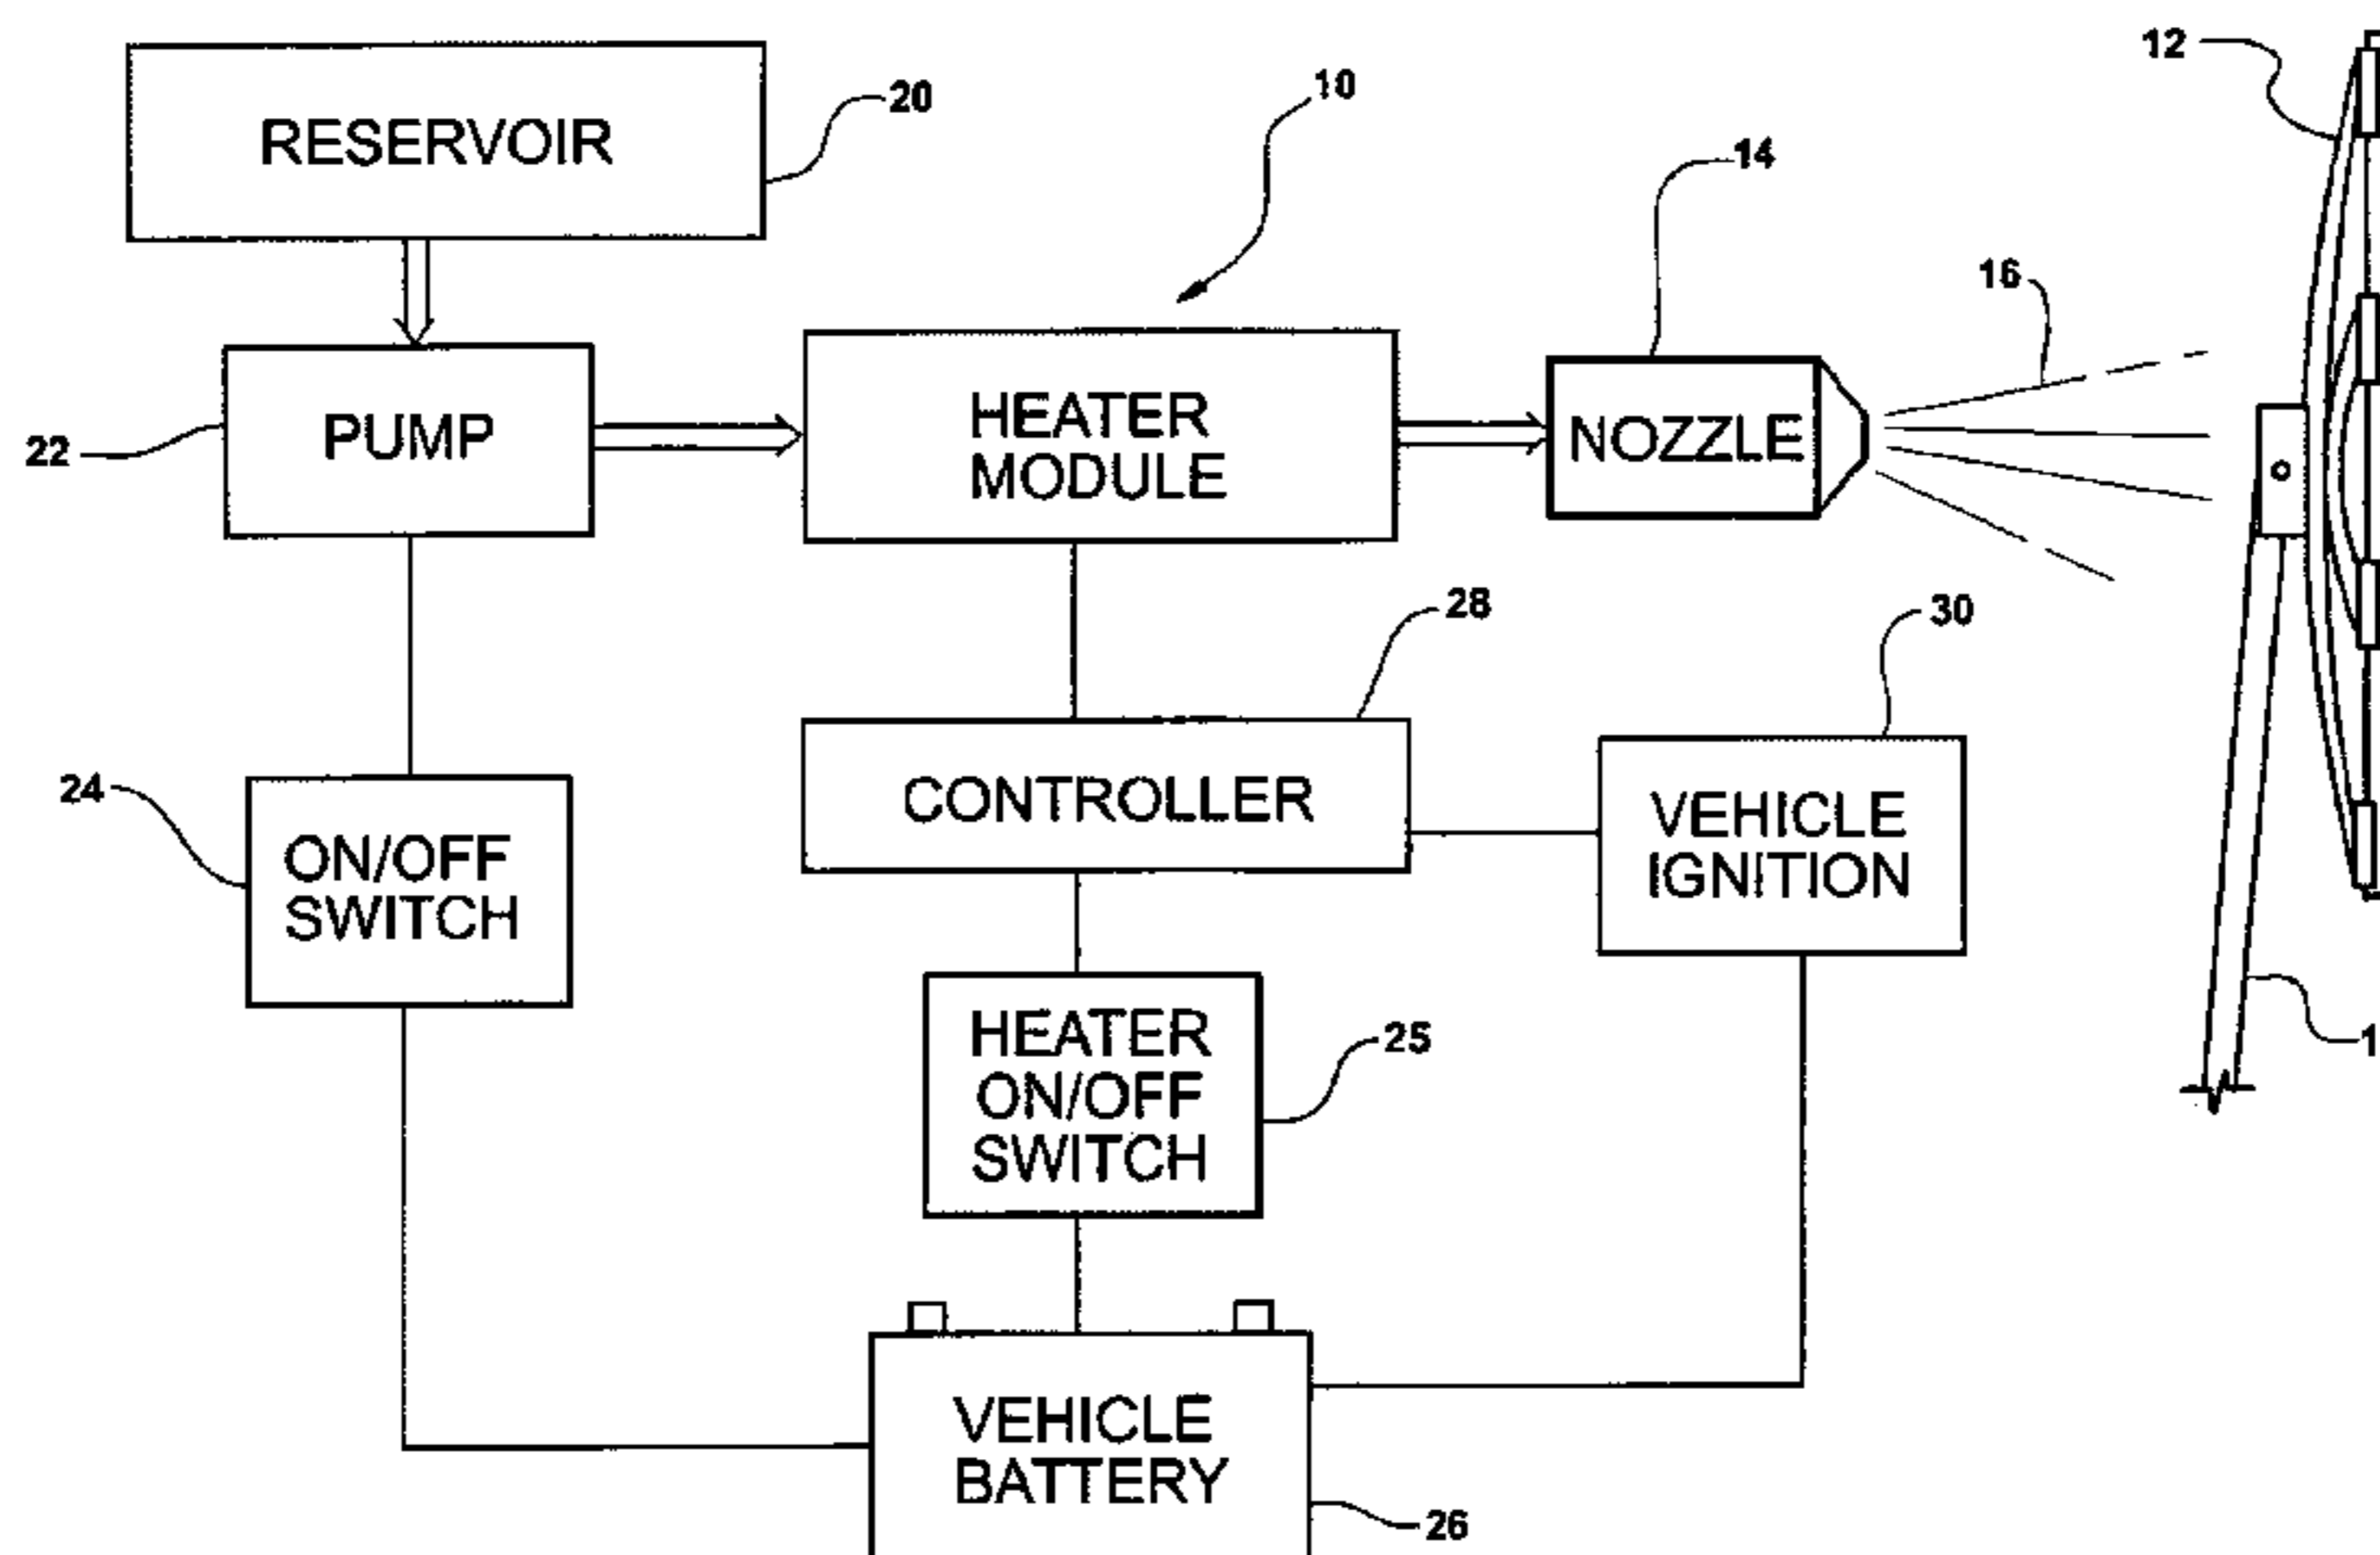 12
10
20
RESERVOIR
14
16
HEATER
MODULE
NOZZLE
PUMP
22
28
30
24
CONTROLLER
VEHICLE
IGNITION
ON/OFF
SWITCH
1
HEATER
ON/OFF
SWITCH
25
VEHICLE
BATTERY
26